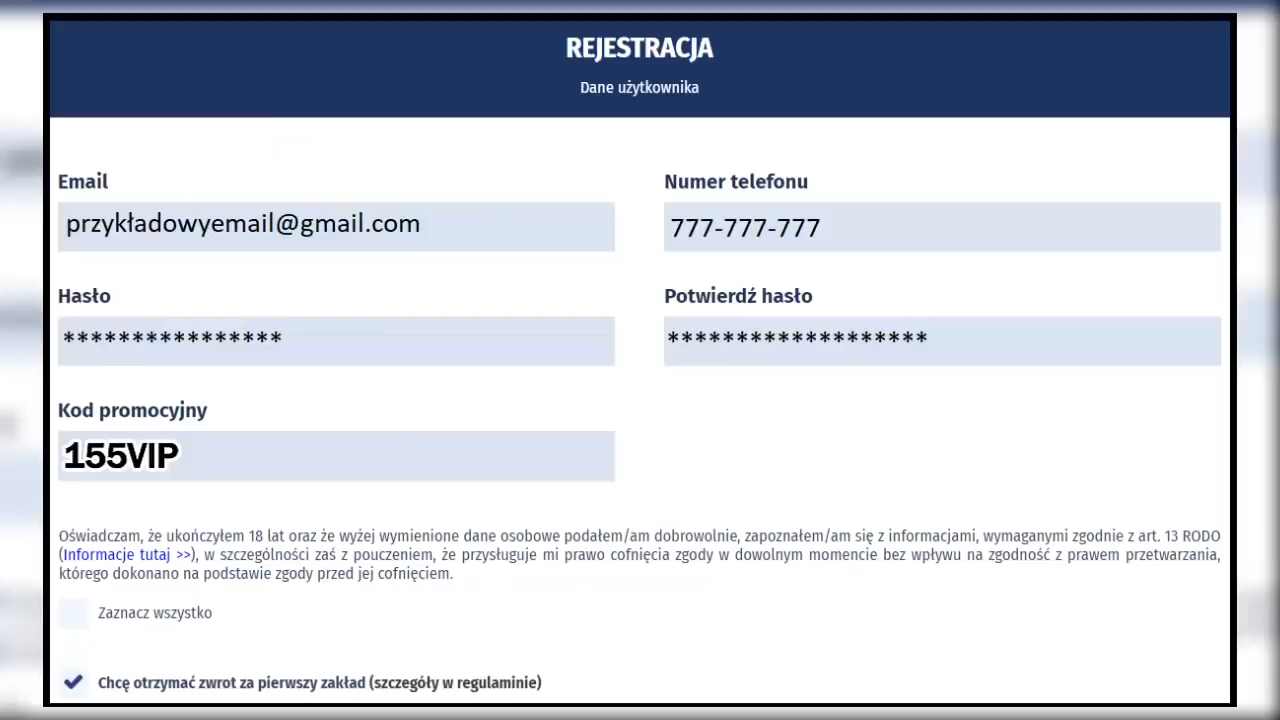 REJESTRACJA
Dane użytkownika
Email
Numer telefonu
przykładowyemail@gmail.com
777-777-777
Hasło
Potwierdź hasło
****************
*******************
Kod promocyjny
155VIP
Oświadczam, że ukończyłem 18 lat oraz że wyżej wymienione dane osobowe podałem/am dobrowolnie, zapoznałem/am się z informacjami, wymaganymi zgodnie z art. 13 RODO
(Informacje tutaj >>), w szczególności zaś z pouczeniem, że przysługuje mi prawo cofnięcia zgody w dowolnym momencie bez wpływu na zgodność z prawem przetwarzania,
którego dokonano na podstawie zgody przed jej cofnięciem.
Zaznacz wszystko
Chcę otrzymać zwrot za pierwszy zakład (szczegóły w regulaminie)